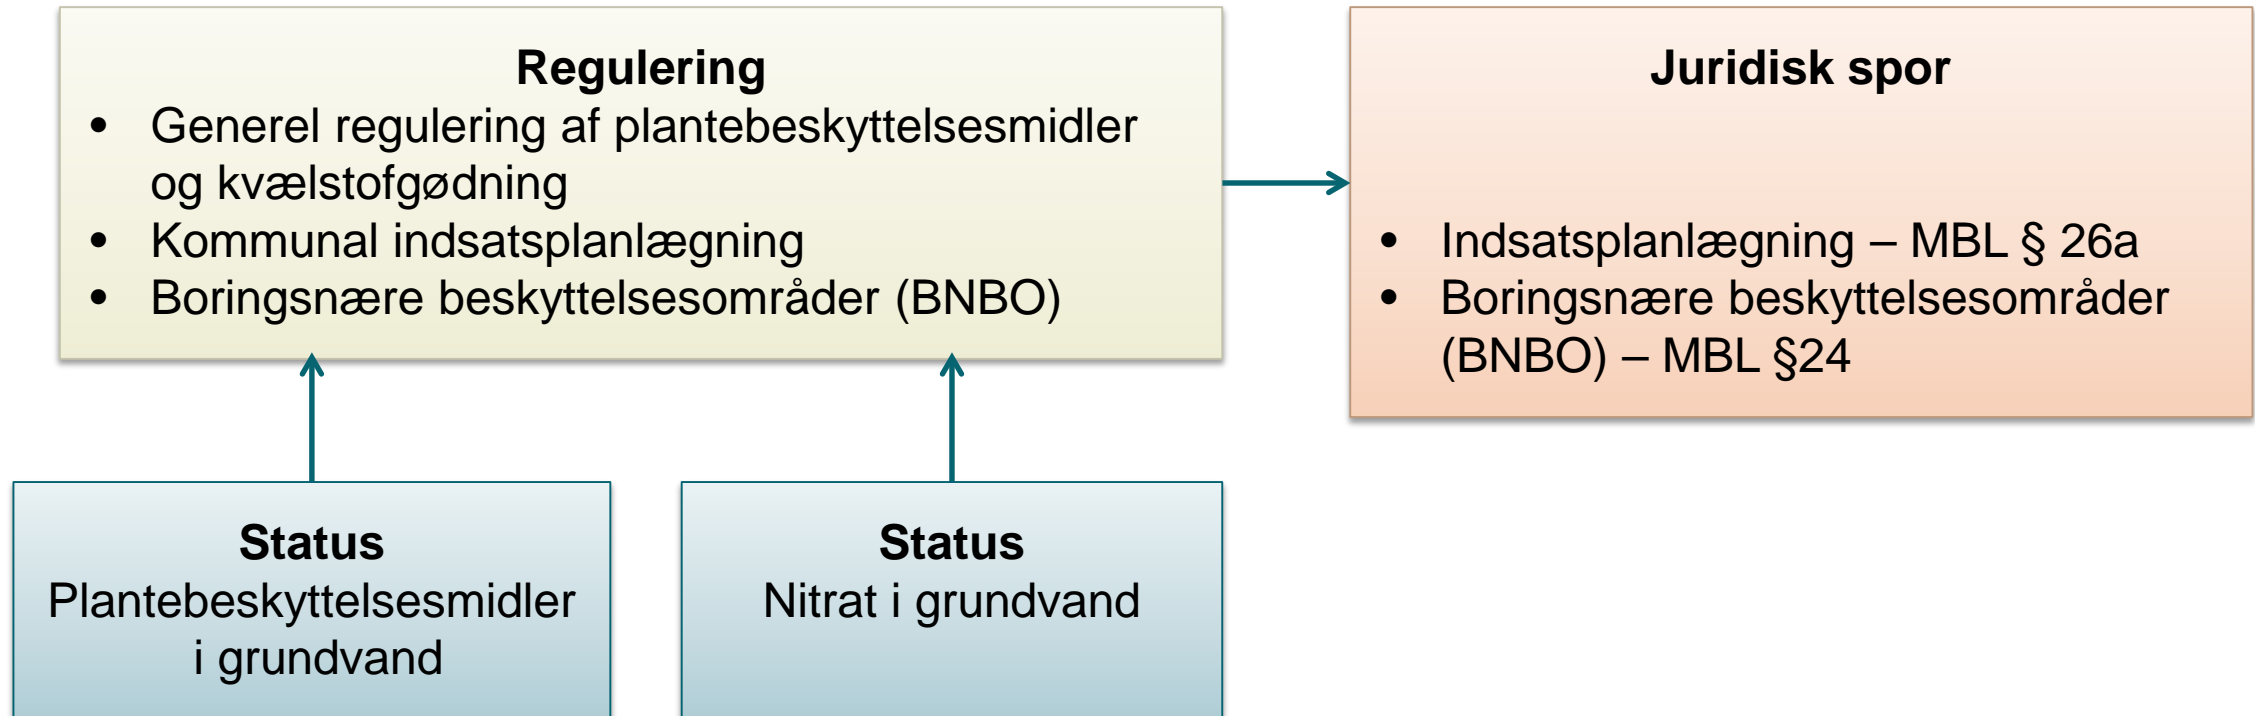 Regulering
• Generel regulering af plantebeskyttelsesmidler
og kvælstofgødning
• Kommunal indsatsplanlægning
• Boringsnære beskyttelsesområder (BNBO)
Juridisk spor
• Indsatsplanlægning – MBL § 26a
• Boringsnære beskyttelsesområder
(BNBO) – MBL §24
Status
Plantebeskyttelsesmidler
i grundvand
Status
Nitrat i grundvand